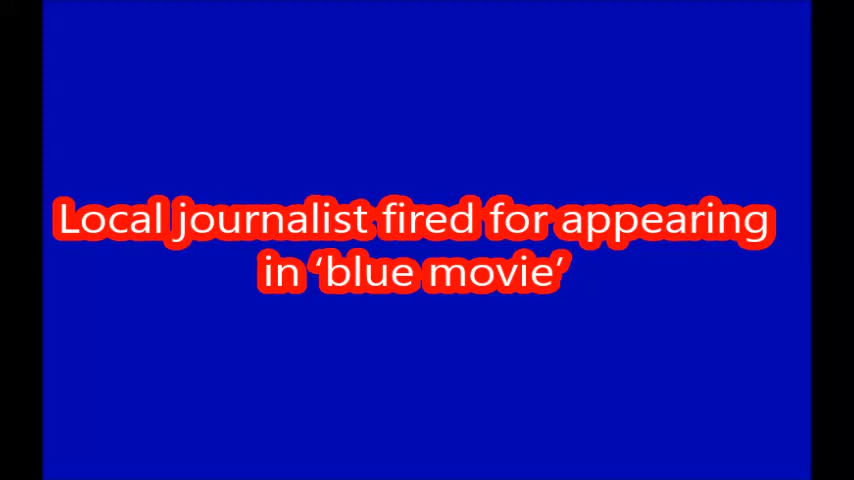 Local journalist fired for appearing
in ‘blue movie’